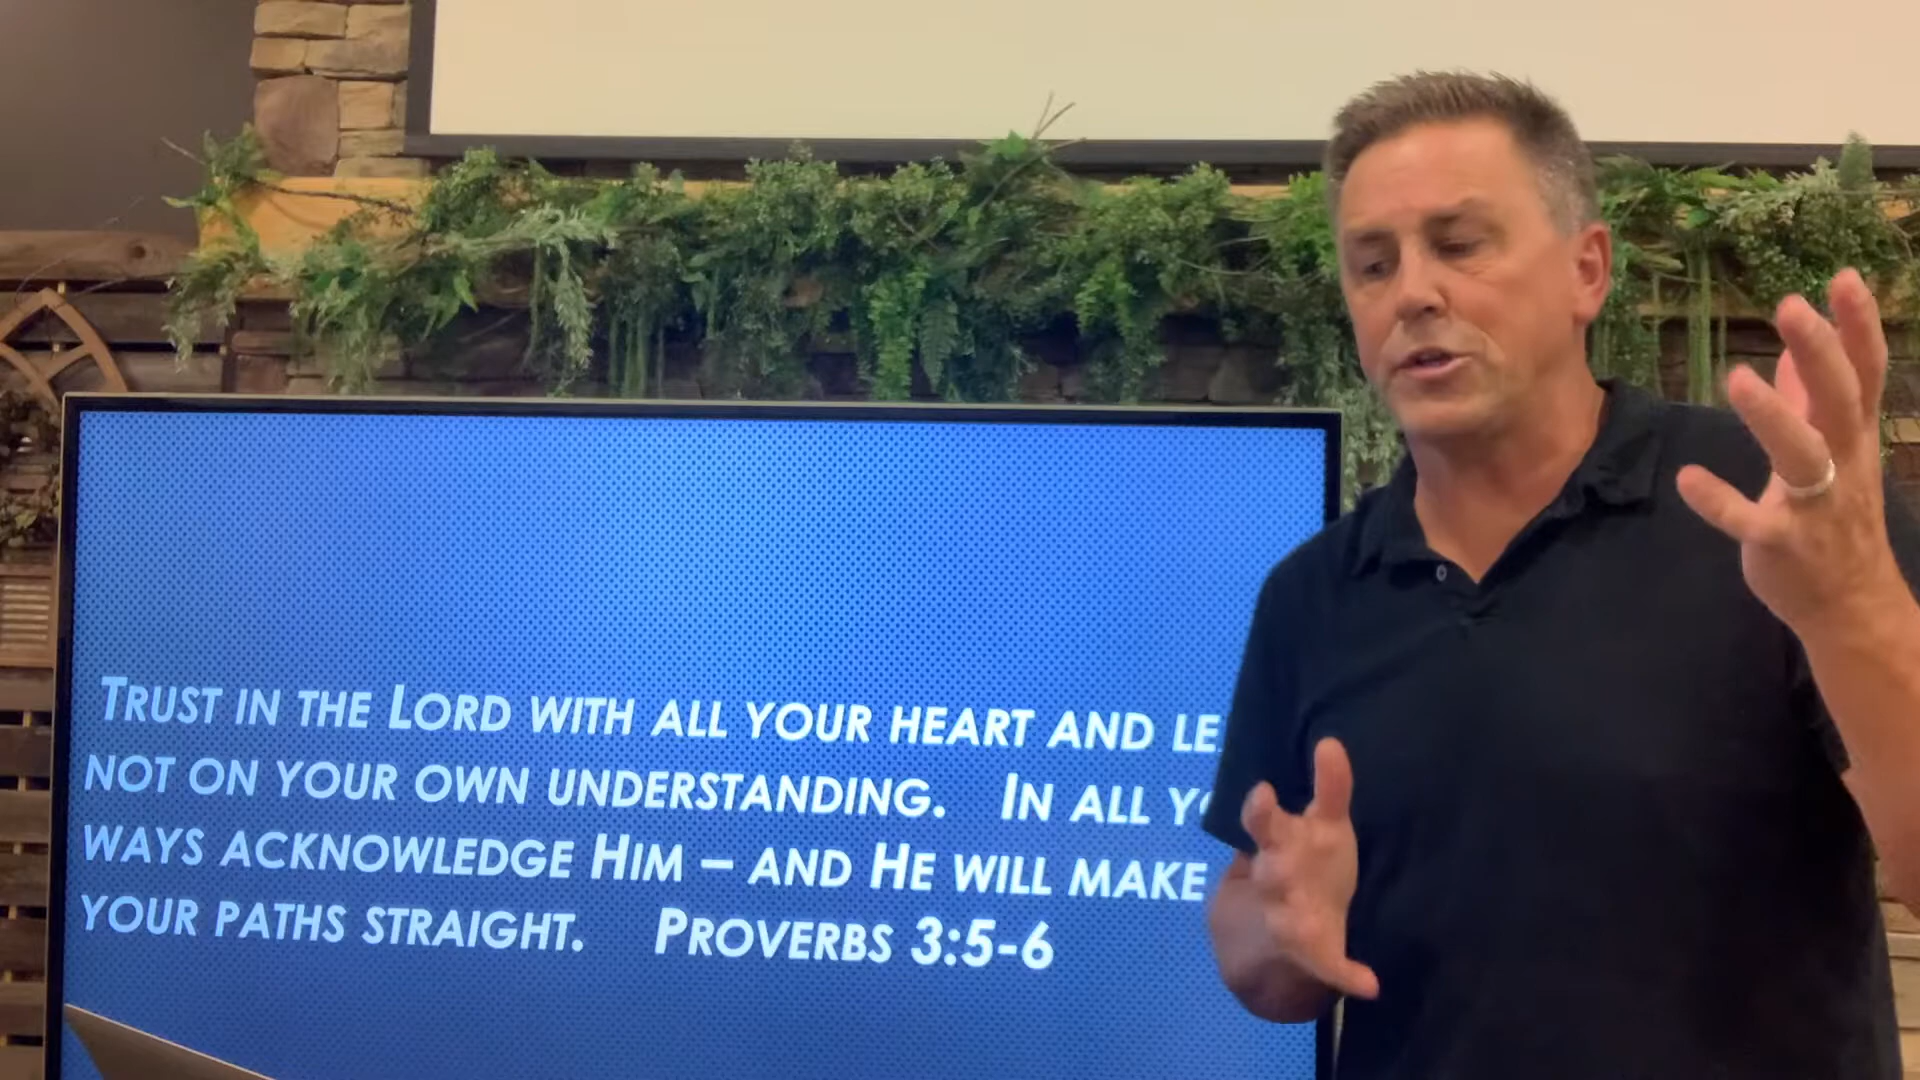 Trust in the Lord with all your heart and
not on your own understanding. In all
ways acknowledge Him – and He will make
your paths straight. Proverbs 3:5-6